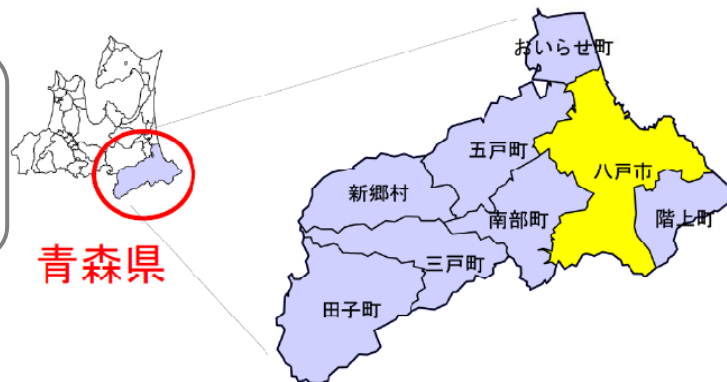 おいらせ町
五戸町
八戸市
新郷村
南部町
階上町
青森県
三戸町
田子町